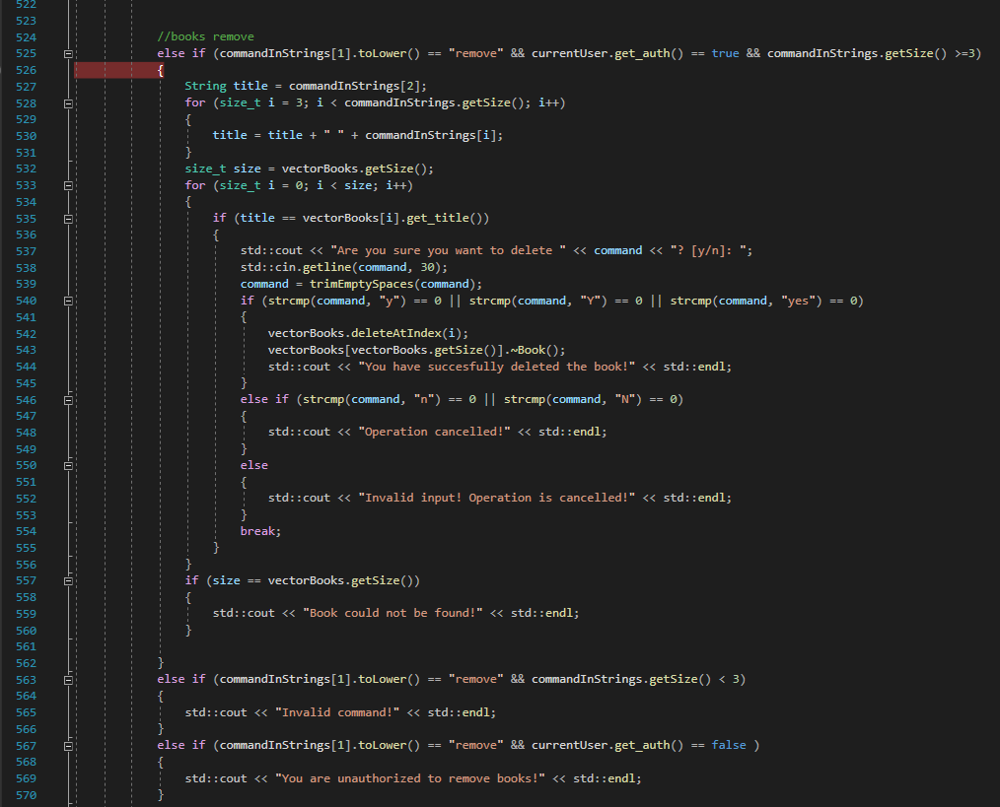 522
523
524 //books remove
525 else if (commandInStrings[1].toLower() == "remove" && currentUser.get_auth() == true && commandInStrings.getSize() >=3)
526 {
527 String title = commandInStrings[2];
528 for (size_t i = 3; i < commandInStrings.getSize(); i++)
529 {
530 title = title + " " + commandInStrings[i];
531 }
532 size_t size = vectorBooks.getSize();
533 for (size_t i = 0; i < size; i++)
534 {
535 if (title == vectorBooks[i].get_title())
536 {
537 std::cout << "Are you sure you want to delete " << command << "? [y/n]: ";
538 std::cin.getline(command, 30);
539 command = trimEmptySpaces(command);
540 if (strcmp(command, "y") == 0 || strcmp(command, "Y") == 0 || strcmp(command, "yes") == 0)
541 {
542 vectorBooks.deleteAtIndex(i);
543 vectorBooks[vectorBooks.getSize()].~Book();
544 std::cout << "You have succesfully deleted the book!" << std::endl;
545 }
546 else if (strcmp(command, "n") == 0 || strcmp(command, "N") == 0)
547 {
548 std::cout << "Operation cancelled!" << std::endl;
549 }
550 else
551 {
552 std::cout << "Invalid input! Operation is cancelled!" << std::endl;
553 }
554 break;
555 }
556 }
557 if (size == vectorBooks.getSize())
558 {
559 std::cout << "Book could not be found!" << std::endl;
560 }
561
562 }
563 else if (commandInStrings[1].toLower() == "remove" && commandInStrings.getSize() < 3)
564 {
565 std::cout << "Invalid command!" << std::endl;
566 }
567 else if (commandInStrings[1].toLower() == "remove" && currentUser.get_auth() == false )
568 {
569 std::cout << "You are unauthorized to remove books!" << std::endl;
570 }